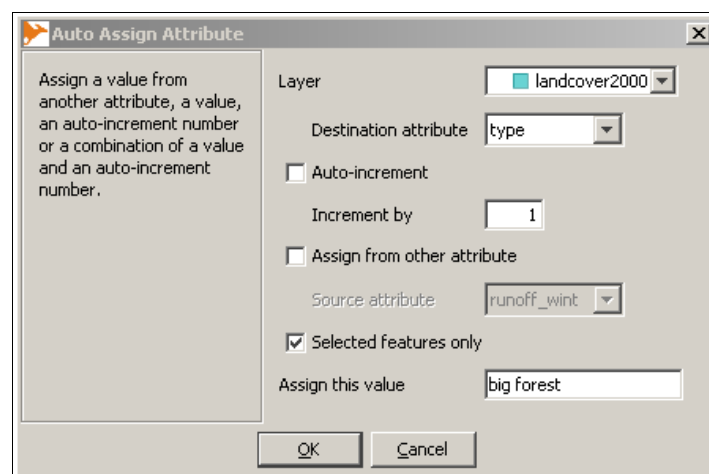 Auto Assign Attribute
Assign a value from
another attribute, a value,
an auto-increment number
or a combination of a value
and an auto-increment
number.
Layer
landcover2000
Destination attribute
type
Auto-increment
Increment by
1
Assign from other attribute
Source attribute
runoff_wint
Selected features only
Assign this value
big forest
OK
Cancel